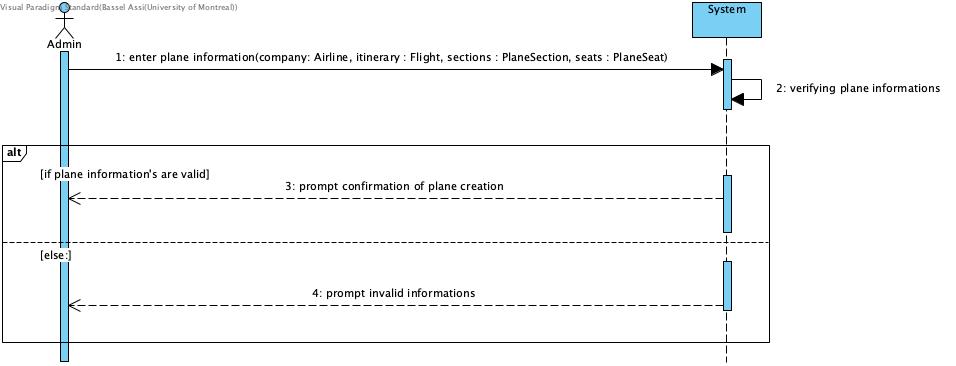 Visual Paradigm Standard(Bassel Assi(University of Montreal))
System
Admin
1: enter plane information(company: Airline, itinerary : Flight, sections : PlaneSection, seats : PlaneSeat)
2: verifying plane informations
alt
[if plane information's are valid]
3: prompt confirmation of plane creation
[else:]
4: prompt invalid informations